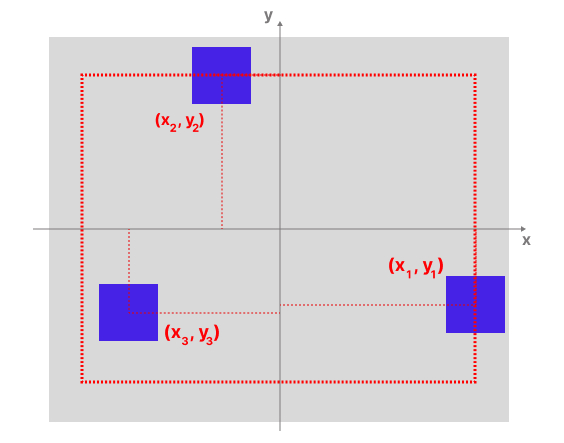 y
(x₂, y₂)
x
(x₁, y₁)
(x₃, y₃)